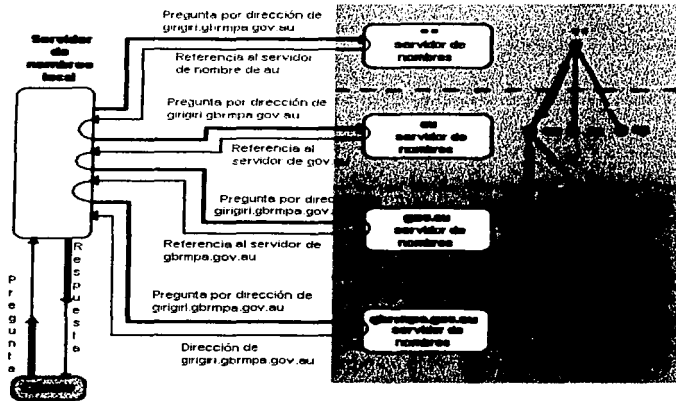 Servidor
de
nombres
local
Pregunta por dirección de
girigiri.gbrmpa.gov.au
Referencia al servidor
de nombre de au
" "
servidor de
nombres
Pregunta por dirección de
girigiri.gbrmpa.gov.au
Referencia al
servidor de gov.au
au
servidor de
nombres
Pregunta por direc
girigiri.gbrmpa.gov.au
Referencia al servidor de
gbrmpa.gov.au
gov.au
servidor de
nombres
Pregunta por dirección de
girigiri.gbrmpa.gov.au
Dirección de
girigiri.gbrmpa.gov.au
gbrmpa.gov.au
servidor de
nombres
Pregunta
Respuesta